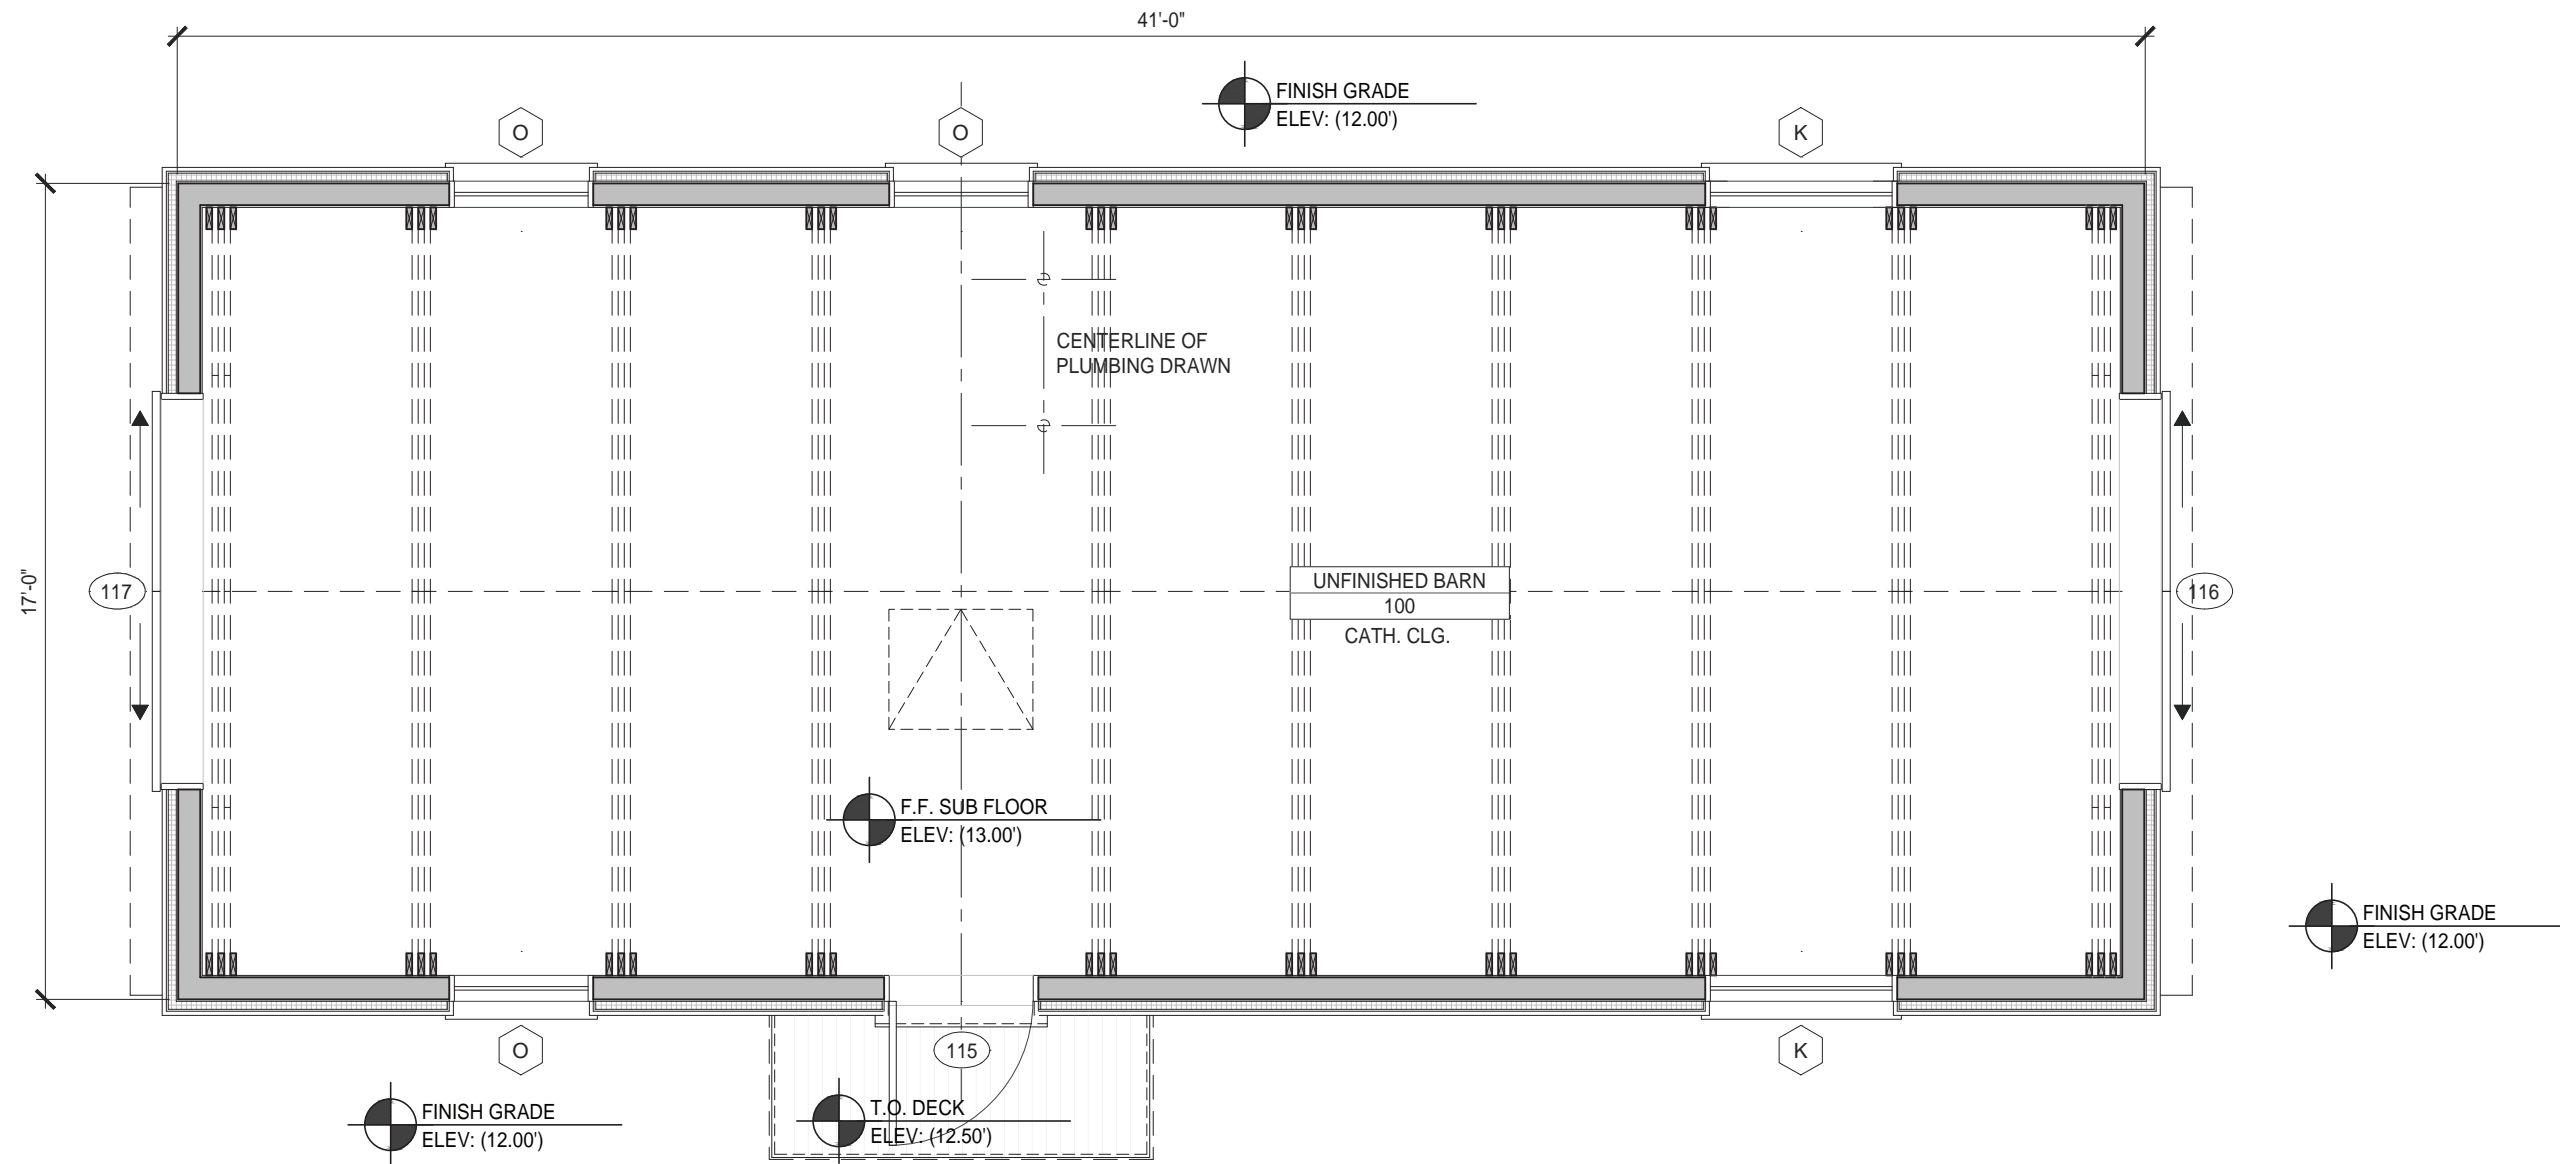 41'-0"
FINISH GRADE
ELEV: (12.00')
O
O
K
CENTERLINE OF
PLUMBING DRAWN
17'-0"
117
UNFINISHED BARN
100
CATH. CLG.
116
F.F. SUB FLOOR
ELEV: (13.00')
FINISH GRADE
ELEV: (12.00')
O
115
K
FINISH GRADE
ELEV: (12.00')
T.O. DECK
ELEV: (12.50')